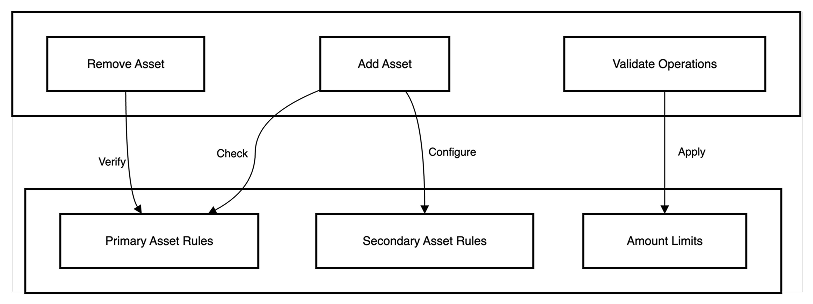 Remove Asset
Add Asset
Validate Operations
Verify
Check
Configure
Apply
Primary Asset Rules
Secondary Asset Rules
Amount Limits